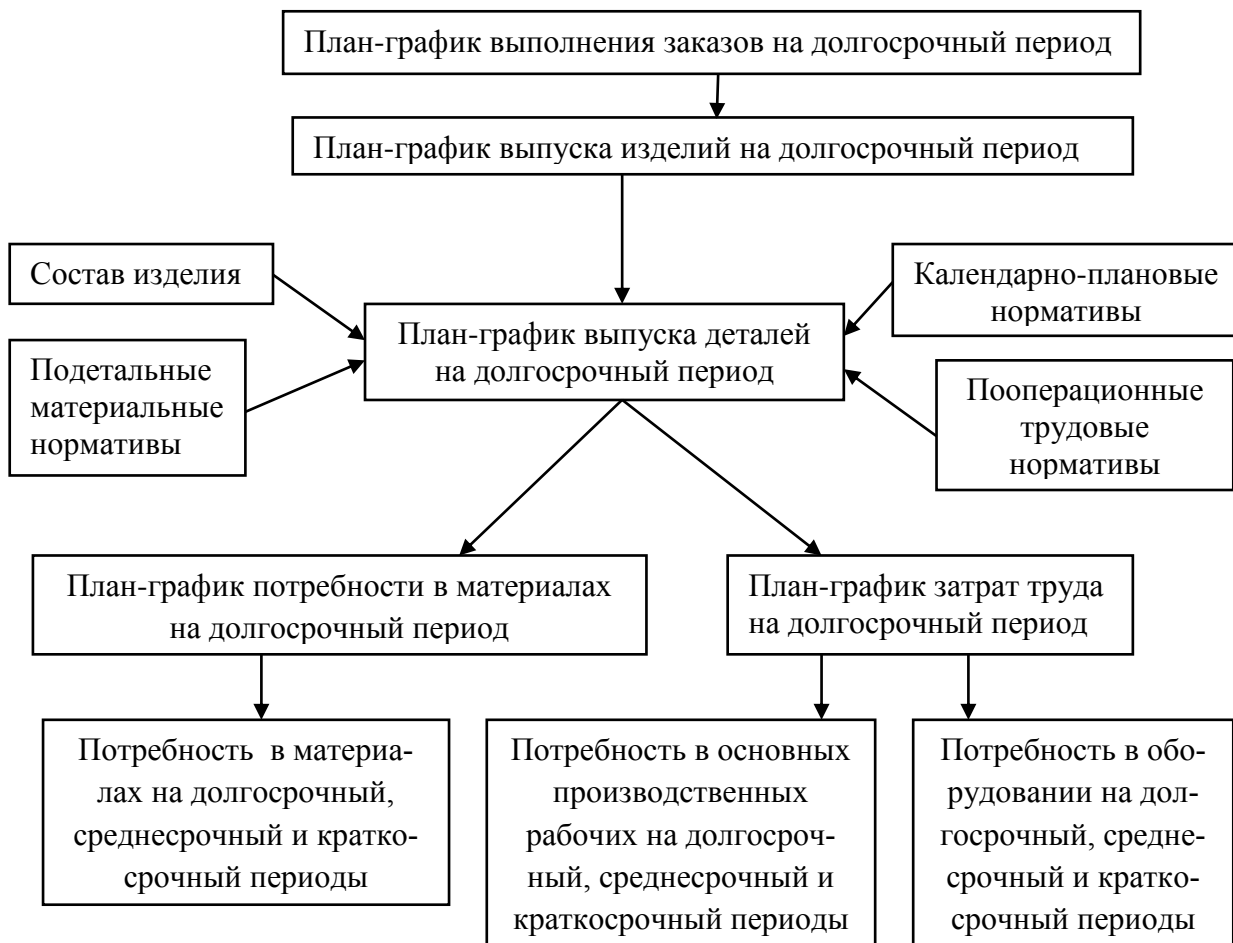 План-график выполнения заказов на долгосрочный период
План-график выпуска изделий на долгосрочный период
Состав изделия
Календарно-плановые
нормативы
План-график выпуска деталей
на долгосрочный период
Подетальные
материальные
нормативы
Пооперационные
трудовые
нормативы
План-график потребности в материалах
на долгосрочный период
План-график затрат труда
на долгосрочный период
Потребность в материа-
лах на долгосрочный,
среднесрочный и кратко-
срочный периоды
Потребность в основных
производственных
рабочих на долгосроч-
ный, среднесрочный и
краткосрочный периоды
Потребность в обо-
рудовании на дол-
госрочный, средне-
срочный и кратко-
срочный периоды